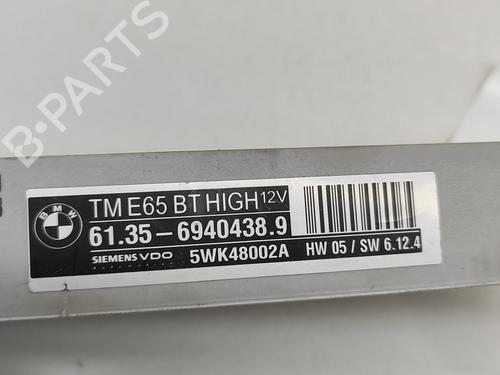 B-PARTS
BMW
TM E65 BT HIGH 12V
61.35-6940438.9
SIEMENS VDO 5WK48002A HW 05 / SW 6.12.4